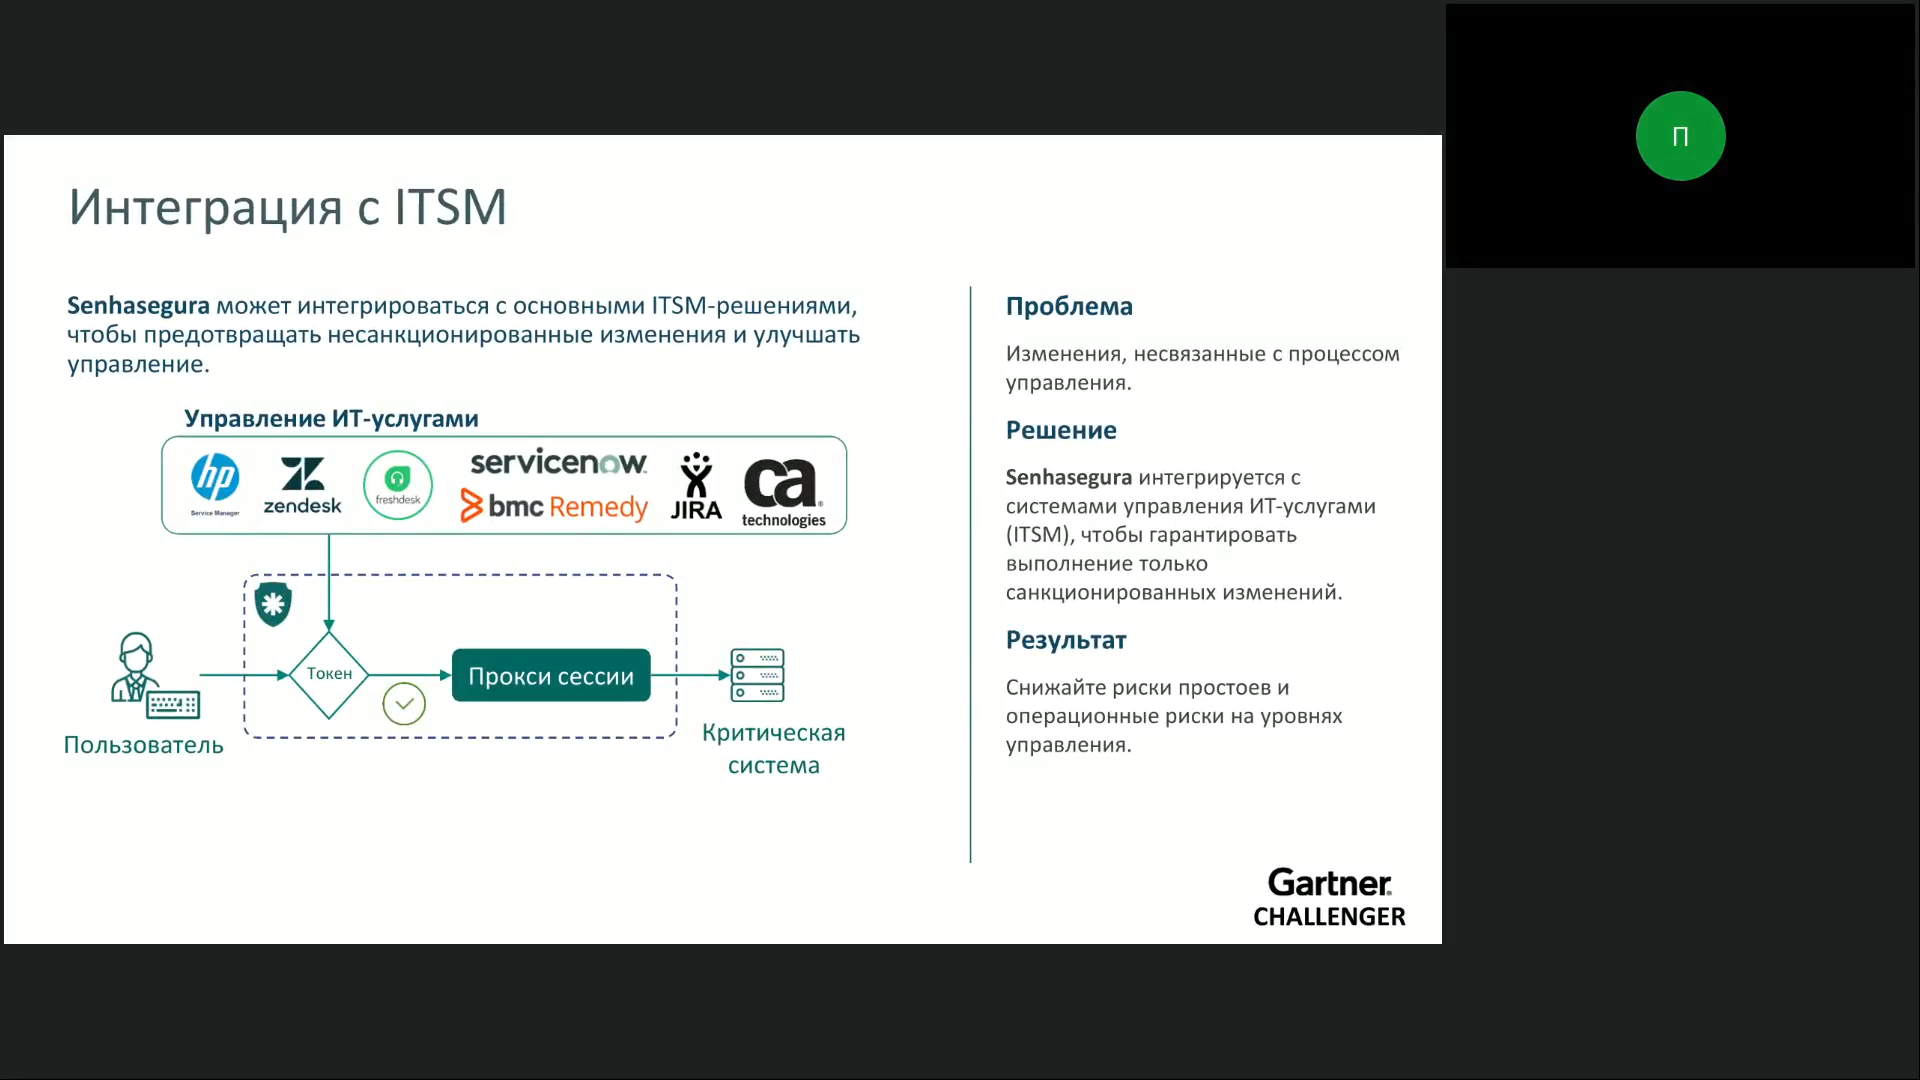 П
Интеграция с ITSM
Senhasegura может интегрироваться с основными ITSM-решениями,
чтобы предотвращать несанкционированные изменения и улучшать
управление.
Управление ИТ-услугами
hp
Service Manager
zendesk
freshdesk
servicenow
bmc Remedy
JIRA
ca
technologies
Токен
Прокси сессии
Пользователь
Критическая
система
Проблема
Изменения, несвязанные с процессом
управления.
Решение
Senhasegura интегрируется с
системами управления ИТ-услугами
(ITSM), чтобы гарантировать
выполнение только
санкционированных изменений.
Результат
Снижайте риски простоев и
операционные риски на уровнях
управления.
Gartner
CHALLENGER